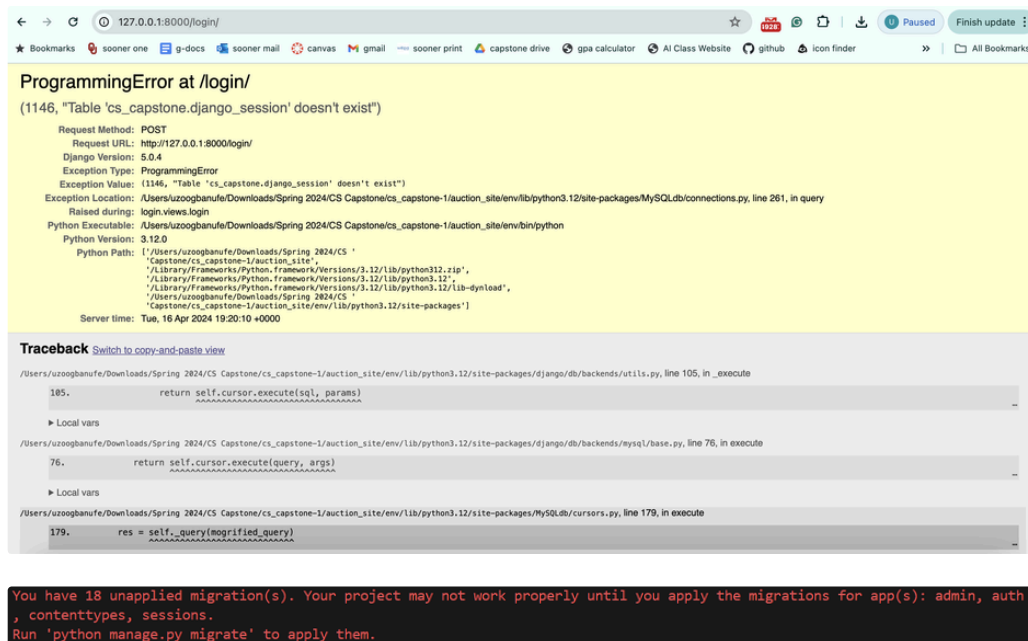 127.0.0.1:8000/login/
1028
U Paused
Finish update
Bookmarks sooner one g-docs sooner mail canvas gmail sooner print capstone drive gpa calculator AI Class Website github icon finder » All Bookmarks
ProgrammingError at /login/
(1146, "Table 'cs_capstone.django_session' doesn't exist")
Request Method: POST
Request URL: http://127.0.0.1:8000/login/
Django Version: 5.0.4
Exception Type: ProgrammingError
Exception Value: (1146, "Table 'cs_capstone.django_session' doesn't exist")
Exception Location: /Users/uzoogbanufe/Downloads/Spring 2024/CS Capstone/cs_capstone-1/auction_site/env/lib/python3.12/site-packages/MySQLdb/connections.py, line 261, in query
Raised during: login.views.login
Python Executable: /Users/uzoogbanufe/Downloads/Spring 2024/CS Capstone/cs_capstone-1/auction_site/env/bin/python
Python Version: 3.12.0
Python Path: ['/Users/uzoogbanufe/Downloads/Spring 2024/CS '
'Capstone/cs_capstone-1/auction_site',
'/Library/Frameworks/Python.framework/Versions/3.12/lib/python312.zip',
'/Library/Frameworks/Python.framework/Versions/3.12/lib/python3.12',
'/Library/Frameworks/Python.framework/Versions/3.12/lib/python3.12/lib-dynload',
'/Users/uzoogbanufe/Downloads/Spring 2024/CS '
'Capstone/cs_capstone-1/auction_site/env/lib/python3.12/site-packages']
Server time: Tue, 16 Apr 2024 19:20:10 +0000
Traceback Switch to copy-and-paste view
/Users/uzoogbanufe/Downloads/Spring 2024/CS Capstone/cs_capstone-1/auction_site/env/lib/python3.12/site-packages/django/db/backends/utils.py, line 105, in _execute
105. return self.cursor.execute(sql, params)
^^^^^^^^^^^^^^^^^^^^^^^^^^^^^^^^
…
▶ Local vars
/Users/uzoogbanufe/Downloads/Spring 2024/CS Capstone/cs_capstone-1/auction_site/env/lib/python3.12/site-packages/django/db/backends/mysql/base.py, line 76, in execute
76. return self.cursor.execute(query, args)
^^^^^^^^^^^^^^^^^^^^^^^^^^^^^^^^
…
▶ Local vars
/Users/uzoogbanufe/Downloads/Spring 2024/CS Capstone/cs_capstone-1/auction_site/env/lib/python3.12/site-packages/MySQLdb/cursors.py, line 179, in execute
179. res = self._query(mogrified_query)
^^^^^^^^^^^^^^^^^^^^^^^^^^^^
…
You have 18 unapplied migration(s). Your project may not work properly until you apply the migrations for app(s): admin, auth
, contenttypes, sessions.
Run 'python manage.py migrate' to apply them.